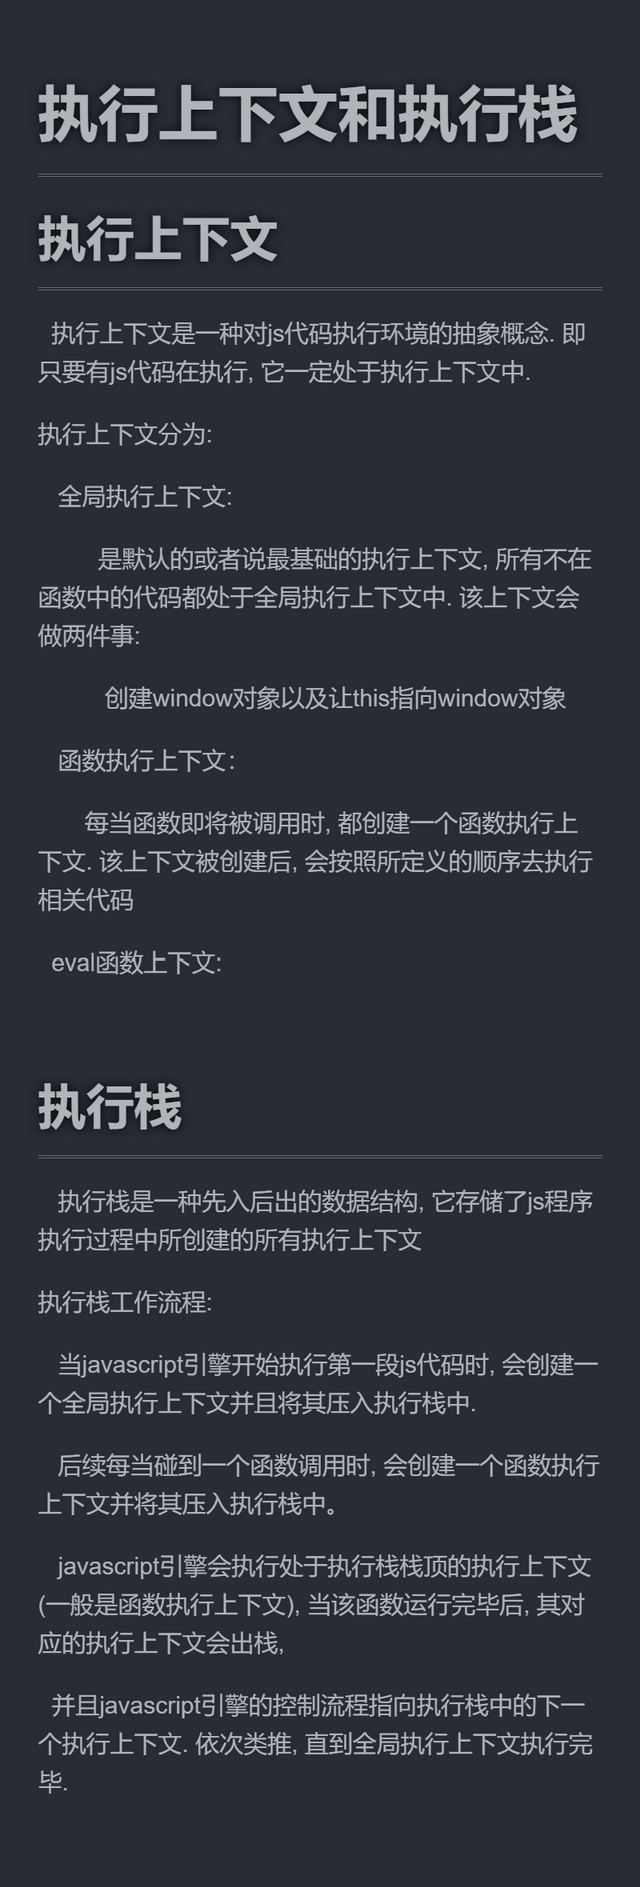 执行上下文和执行栈
执行上下文
执行上下文是一种对js代码执行环境的抽象概念. 即
只要有js代码在执行, 它一定处于执行上下文中.
执行上下文分为:
全局执行上下文:
是默认的或者说最基础的执行上下文, 所有不在
函数中的代码都处于全局执行上下文中. 该上下文会
做两件事:
创建window对象以及让this指向window对象
函数执行上下文：
每当函数即将被调用时, 都创建一个函数执行上
下文. 该上下文被创建后, 会按照所定义的顺序去执行
相关代码
eval函数上下文:
执行栈
执行栈是一种先入后出的数据结构, 它存储了js程序
执行过程中所创建的所有执行上下文
执行栈工作流程:
当javascript引擎开始执行第一段js代码时, 会创建一
个全局执行上下文并且将其压入执行栈中.
后续每当碰到一个函数调用时, 会创建一个函数执行
上下文并将其压入执行栈中。
javascript引擎会执行处于执行栈栈顶的执行上下文
(一般是函数执行上下文), 当该函数运行完毕后, 其对
应的执行上下文会出栈,
并且javascript引擎的控制流程指向执行栈中的下一
个执行上下文. 依次类推, 直到全局执行上下文执行完
毕.